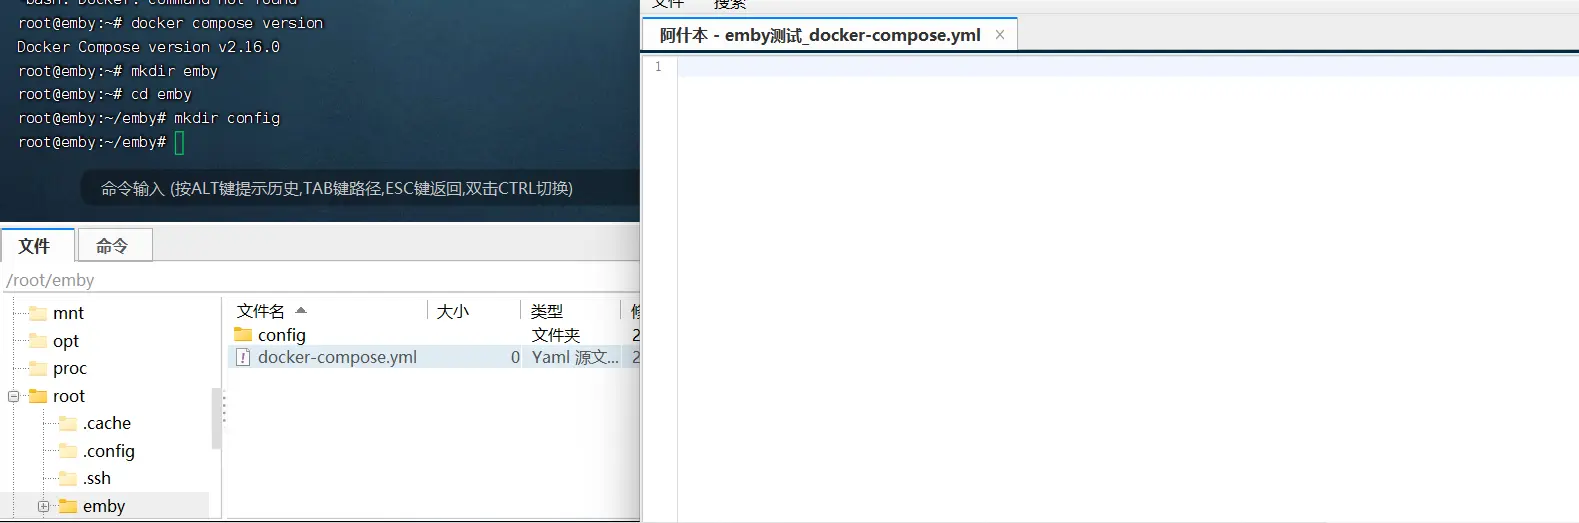 -bash: Docker: command not found
root@emby:~# docker compose version
Docker Compose version v2.16.0
root@emby:~# mkdir emby
root@emby:~# cd emby
root@emby:~/emby# mkdir config
root@emby:~/emby#
命令输入 (按ALT键提示历史,TAB键路径,ESC键返回,双击CTRL切换)
文件 命令
/root/emby
mnt
opt
proc
root
.cache
.config
.ssh
emby
文件名 大小 类型 修
config 文件夹 2
docker-compose.yml 0 Yaml 源文... 2
文件 搜索
阿什本 - emby测试_docker-compose.yml ×
1